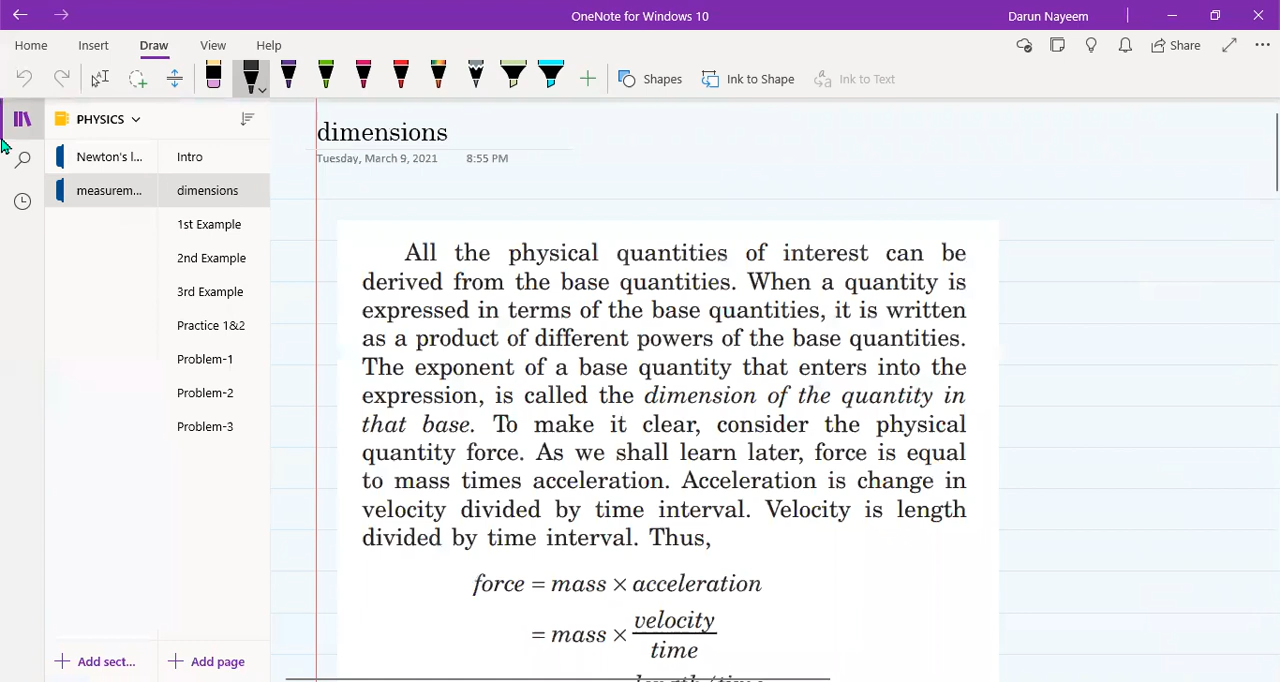 OneNote for Windows 10
Darun Nayeem
Home Insert Draw View Help
Share
Shapes Ink to Shape Ink to Text
PHYSICS
Newton's l...
measurem...
Intro
dimensions
1st Example
2nd Example
3rd Example
Practice 1&2
Problem-1
Problem-2
Problem-3
Add sect...
Add page
dimensions
Tuesday, March 9, 2021 8:55 PM
All the physical quantities of interest can be
derived from the base quantities. When a quantity is
expressed in terms of the base quantities, it is written
as a product of different powers of the base quantities.
The exponent of a base quantity that enters into the
expression, is called the dimension of the quantity in
that base. To make it clear, consider the physical
quantity force. As we shall learn later, force is equal
to mass times acceleration. Acceleration is change in
velocity divided by time interval. Velocity is length
divided by time interval. Thus,
force = mass × acceleration
= mass × velocity
time
length/time